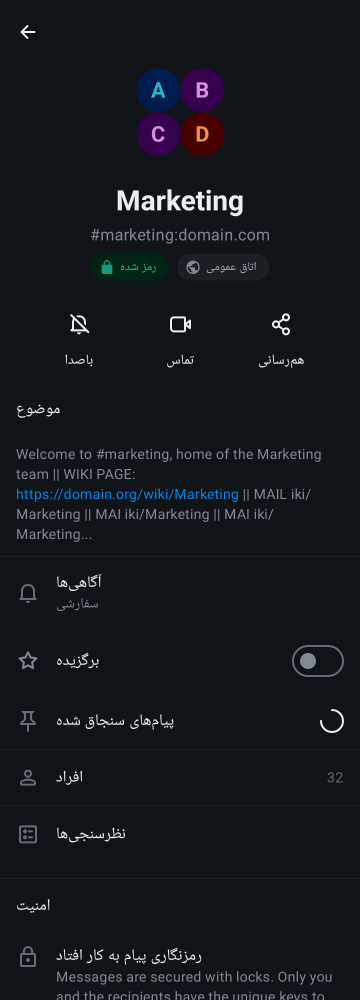 A B
C D
Marketing
#marketing:domain.com
رمز شده اتاق عمومی
باصدا تماس هم‌رسانی
موضوع
Welcome to #marketing, home of the Marketing
team || WIKI PAGE:
https://domain.org/wiki/Marketing || MAIL iki/
Marketing || MAI iki/Marketing || MAI iki/
Marketing...
آگاهی‌ها
سفارشی
برگزیده
پیام‌های سنجاق شده
افراد 32
نظرسنجی‌ها
امنیت
رمزنگاری پیام به کار افتاد
Messages are secured with locks. Only you
and the recipients have the unique keys to